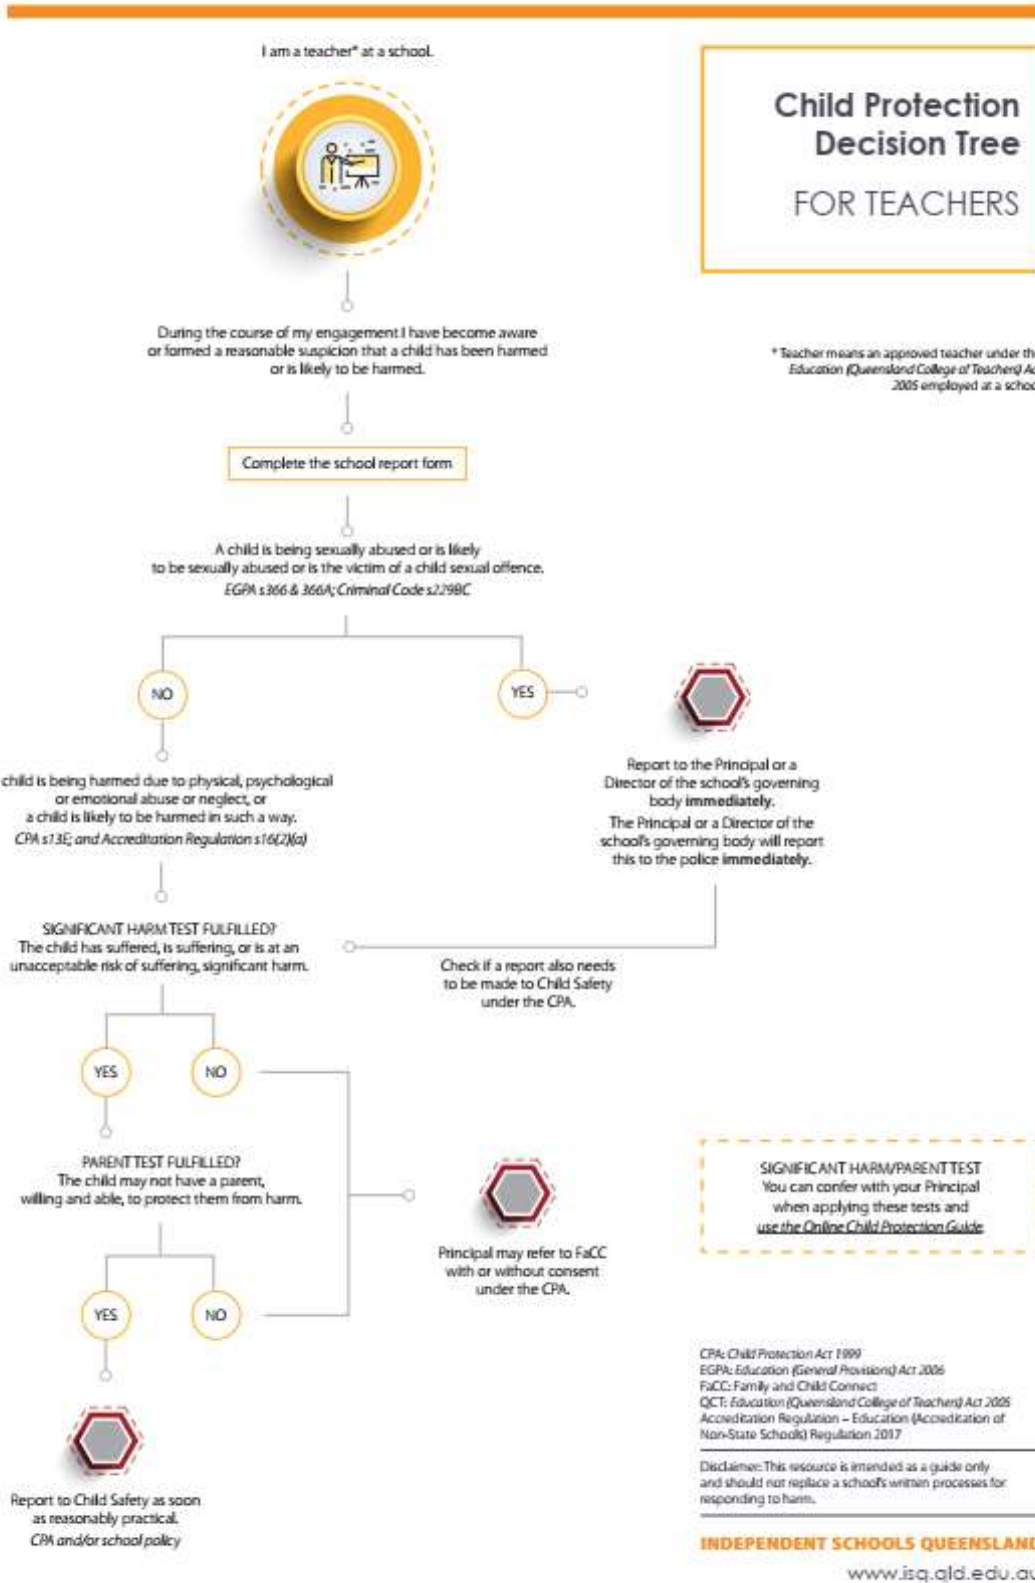 I am a teacher* at a school.
Child Protection
Decision Tree
FOR TEACHERS
During the course of my engagement I have become aware
or formed a reasonable suspicion that a child has been harmed
or is likely to be harmed.
* Teacher means an approved teacher under the
Education (Queensland College of Teachers) Ac
2005 employed at a schoo
Complete the school report form
A child is being sexually abused or is likely
to be sexually abused or is the victim of a child sexual offence.
EGPA s366 & 366A; Criminal Code s229BC
NO
YES
child is being harmed due to physical, psychological
or emotional abuse or neglect, or
a child is likely to be harmed in such a way.
CPA s13E; and Accreditation Regulation s16(2)(a)
Report to the Principal or a
Director of the school's governing
body immediately.
The Principal or a Director of the
school's governing body will report
this to the police immediately.
SIGNIFICANT HARM TEST FULFILLED?
The child has suffered, is suffering, or is at an
unacceptable risk of suffering, significant harm.
Check if a report also needs
to be made to Child Safety
under the CPA.
YES
NO
PARENT TEST FULFILLED?
The child may not have a parent,
willing and able, to protect them from harm.
SIGNIFICANT HARM/PARENT TEST
You can confer with your Principal
when applying these tests and
use the Online Child Protection Guide.
Principal may refer to FaCC
with or without consent
under the CPA.
YES
NO
CPA: Child Protection Act 1999
EGPA: Education (General Provisions) Act 2006
FaCC: Family and Child Connect
QCT: Education (Queensland College of Teachers) Act 2005
Accreditation Regulation – Education (Accreditation of
Non-State Schools) Regulation 2017
Disclaimer: This resource is intended as a guide only
and should not replace a school's written processes for
responding to harm.
Report to Child Safety as soon
as reasonably practical.
CPA and/or school policy
INDEPENDENT SCHOOLS QUEENSLAND
www.isq.qld.edu.au